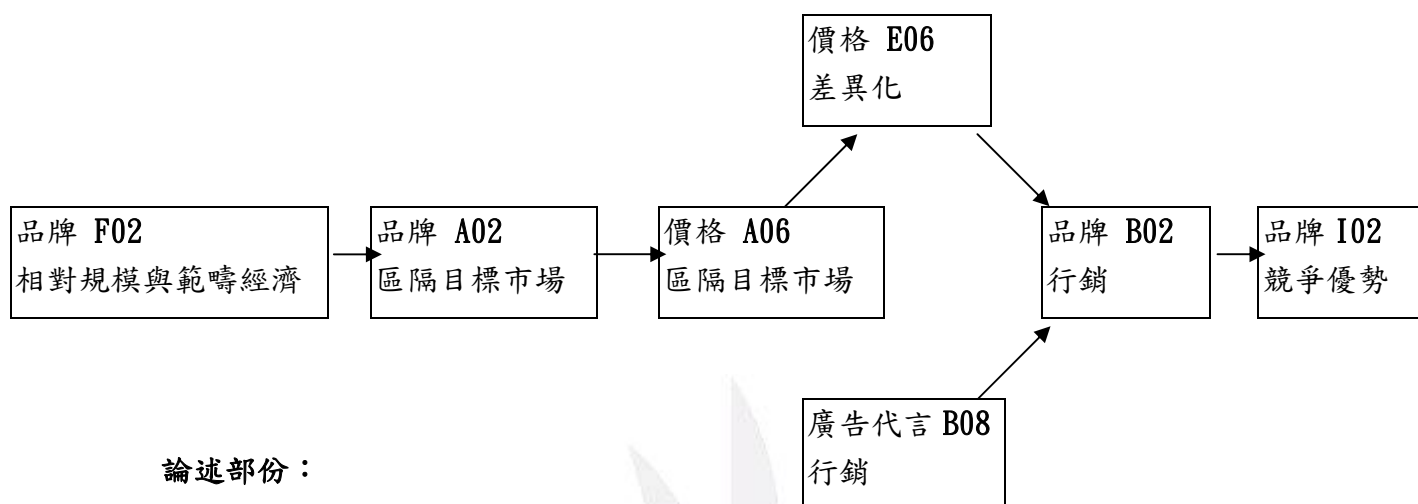 價格 E06
差異化
品牌 F02
相對規模與範疇經濟
品牌 A02
區隔目標市場
價格 A06
區隔目標市場
品牌 B02
行銷
品牌 I02
競爭優勢
廣告代言 B08
行銷
論述部份：